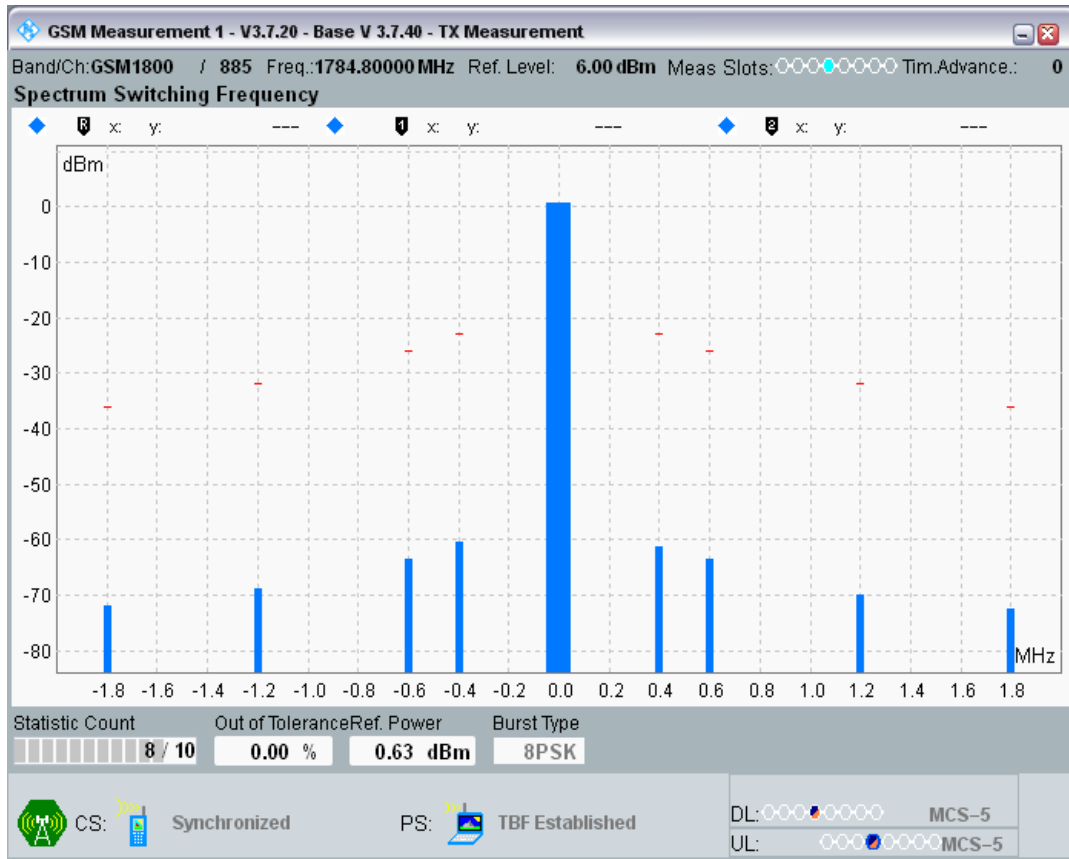 GSM Measurement 1 - V3.7.20 - Base V 3.7.40 - TX Measurement
Band/Ch:GSM1800 / 885 Freq.:1784.80000 MHz Ref. Level: 6.00 dBm Meas Slots: Tim.Advance.: 0
Spectrum Switching Frequency
R x: y: --- 1 x: y: --- 2 x: y: ---
dBm
0
-10
-20
-30
-40
-50
-60
-70
-80
MHz
-1.8 -1.6 -1.4 -1.2 -1.0 -0.8 -0.6 -0.4 -0.2 0.0 0.2 0.4 0.6 0.8 1.0 1.2 1.4 1.6 1.8
Statistic Count Out of Tolerance Ref. Power Burst Type
8 / 10 0.00 % 0.63 dBm 8PSK
CS: Synchronized PS: TBF Established DL: MCS-5
UL: MCS-5